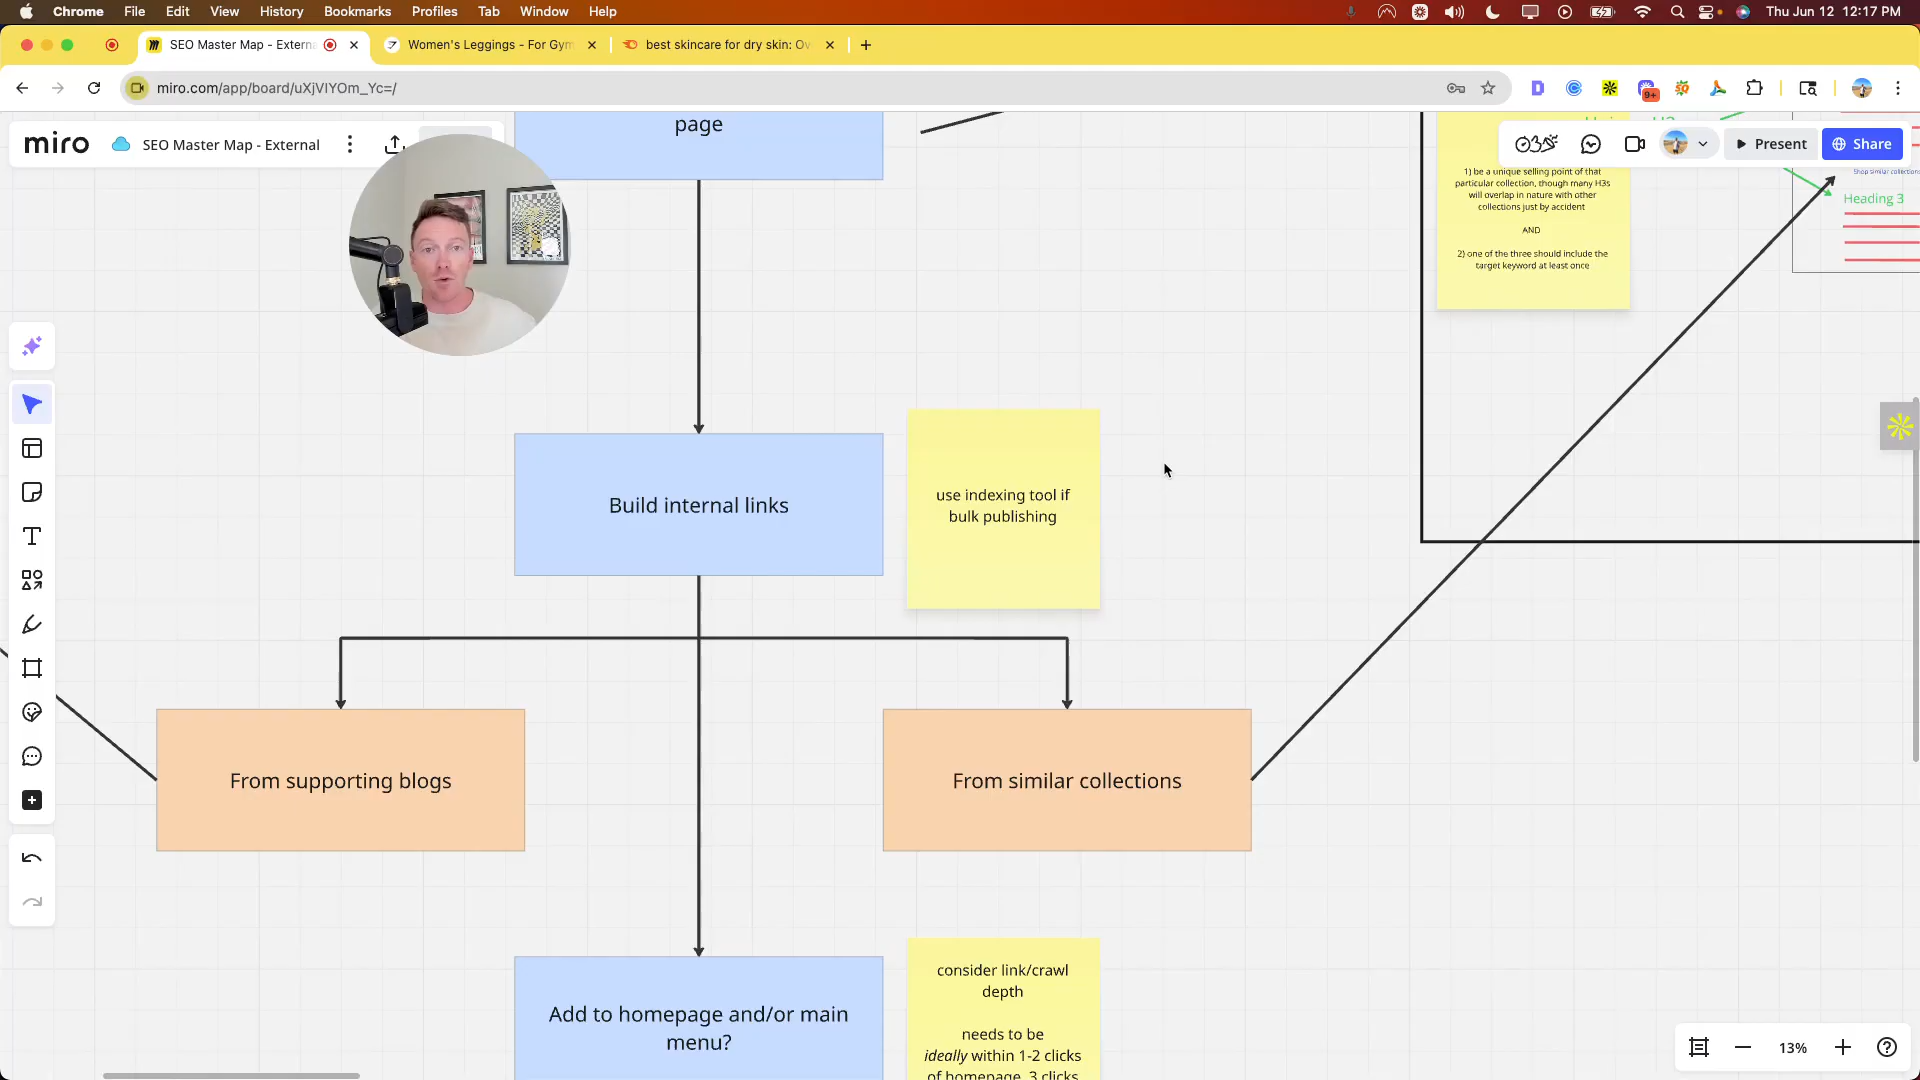 Chrome File Edit View History Bookmarks Profiles Tab Window Help
Thu Jun 12 12:17 PM
SEO Master Map - Extern
Women's Leggings - For Gym
best skincare for dry skin: Ov
miro.com/app/board/uXjVIYOm_Yc=/
9+
miro
SEO Master Map - External
Present
Share
page
1) be a unique selling point of that
particular collection, though many H3s
will overlap in nature with other
collections just by accident
AND
2) one of the three should include the
target keyword at least once
Shop similar collections
Heading 3
Build internal links
use indexing tool if
bulk publishing
From supporting blogs
From similar collections
Add to homepage and/or main
menu?
consider link/crawl
depth
needs to be
ideally within 1-2 clicks
of homepage, 3 clicks
13%